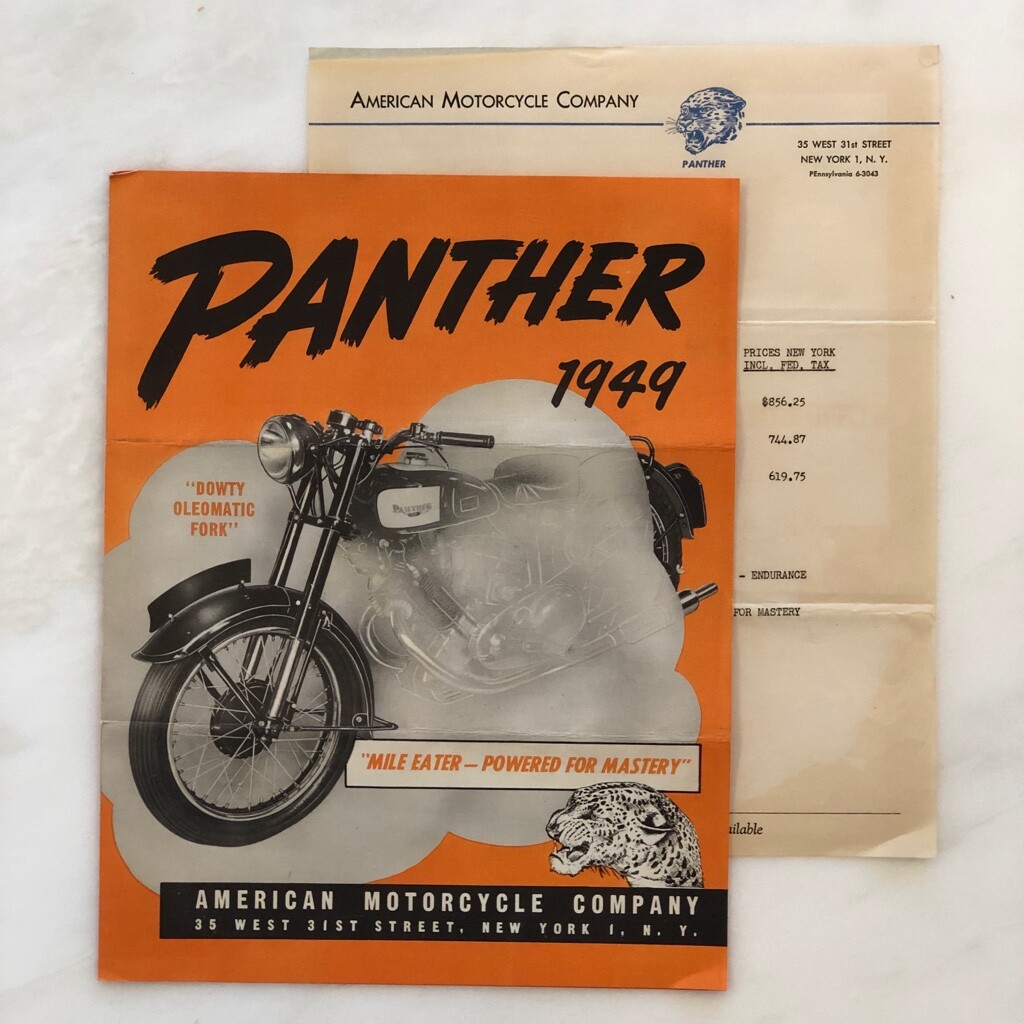 AMERICAN MOTORCYCLE COMPANY
PANTHER
35 WEST 31st STREET
NEW YORK 1, N. Y.
PEnnsylvania 6-3043
PRICES NEW YORK
INCL. FED. TAX
$856.25
744.87
619.75
- ENDURANCE
FOR MASTERY
PANTHER
1949
"DOWTY
OLEOMATIC
FORK"
PANTHER
"MILE EATER — POWERED FOR MASTERY"
AMERICAN MOTORCYCLE COMPANY
35 WEST 31ST STREET, NEW YORK 1, N. Y.